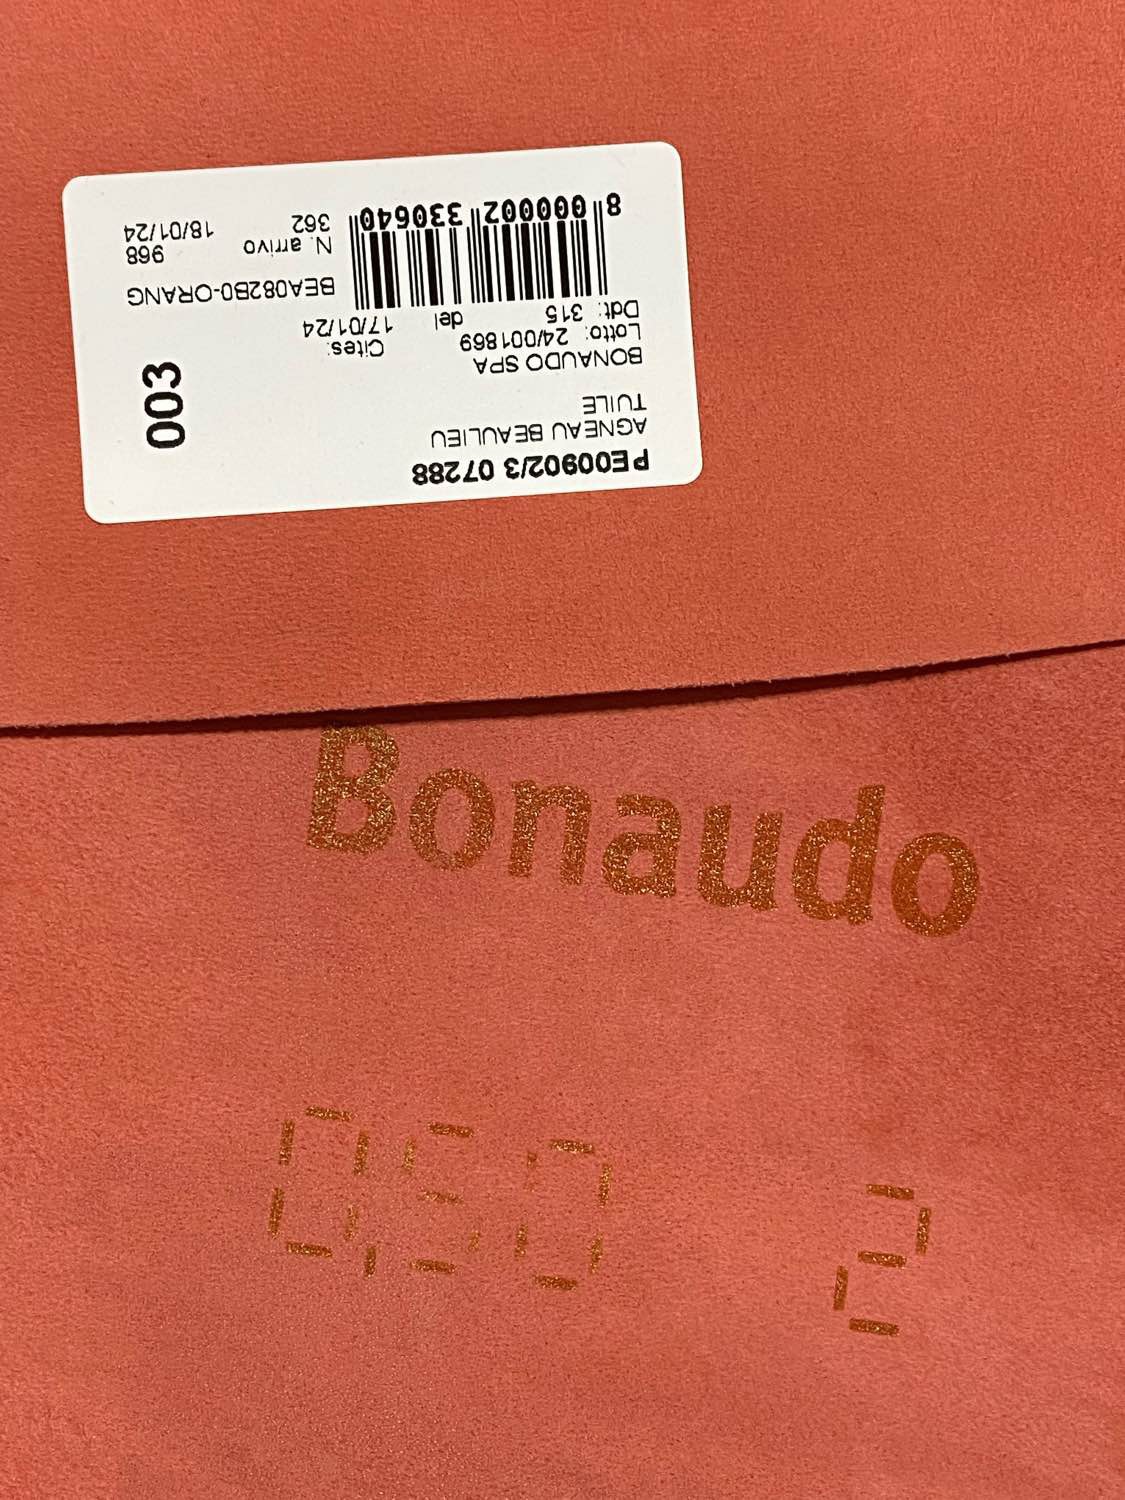 PE00902/3 07288
AGNEAU BEAULIEU
TUILE
003
BONAUDO SPA
Lotto: 24/001869 Cites:
Ddt: 315 del 17/01/24
8 000002 330640
BEA082B0-ORANG
N. arrivo 968
362 18/01/24
Bonaudo
0,50 2